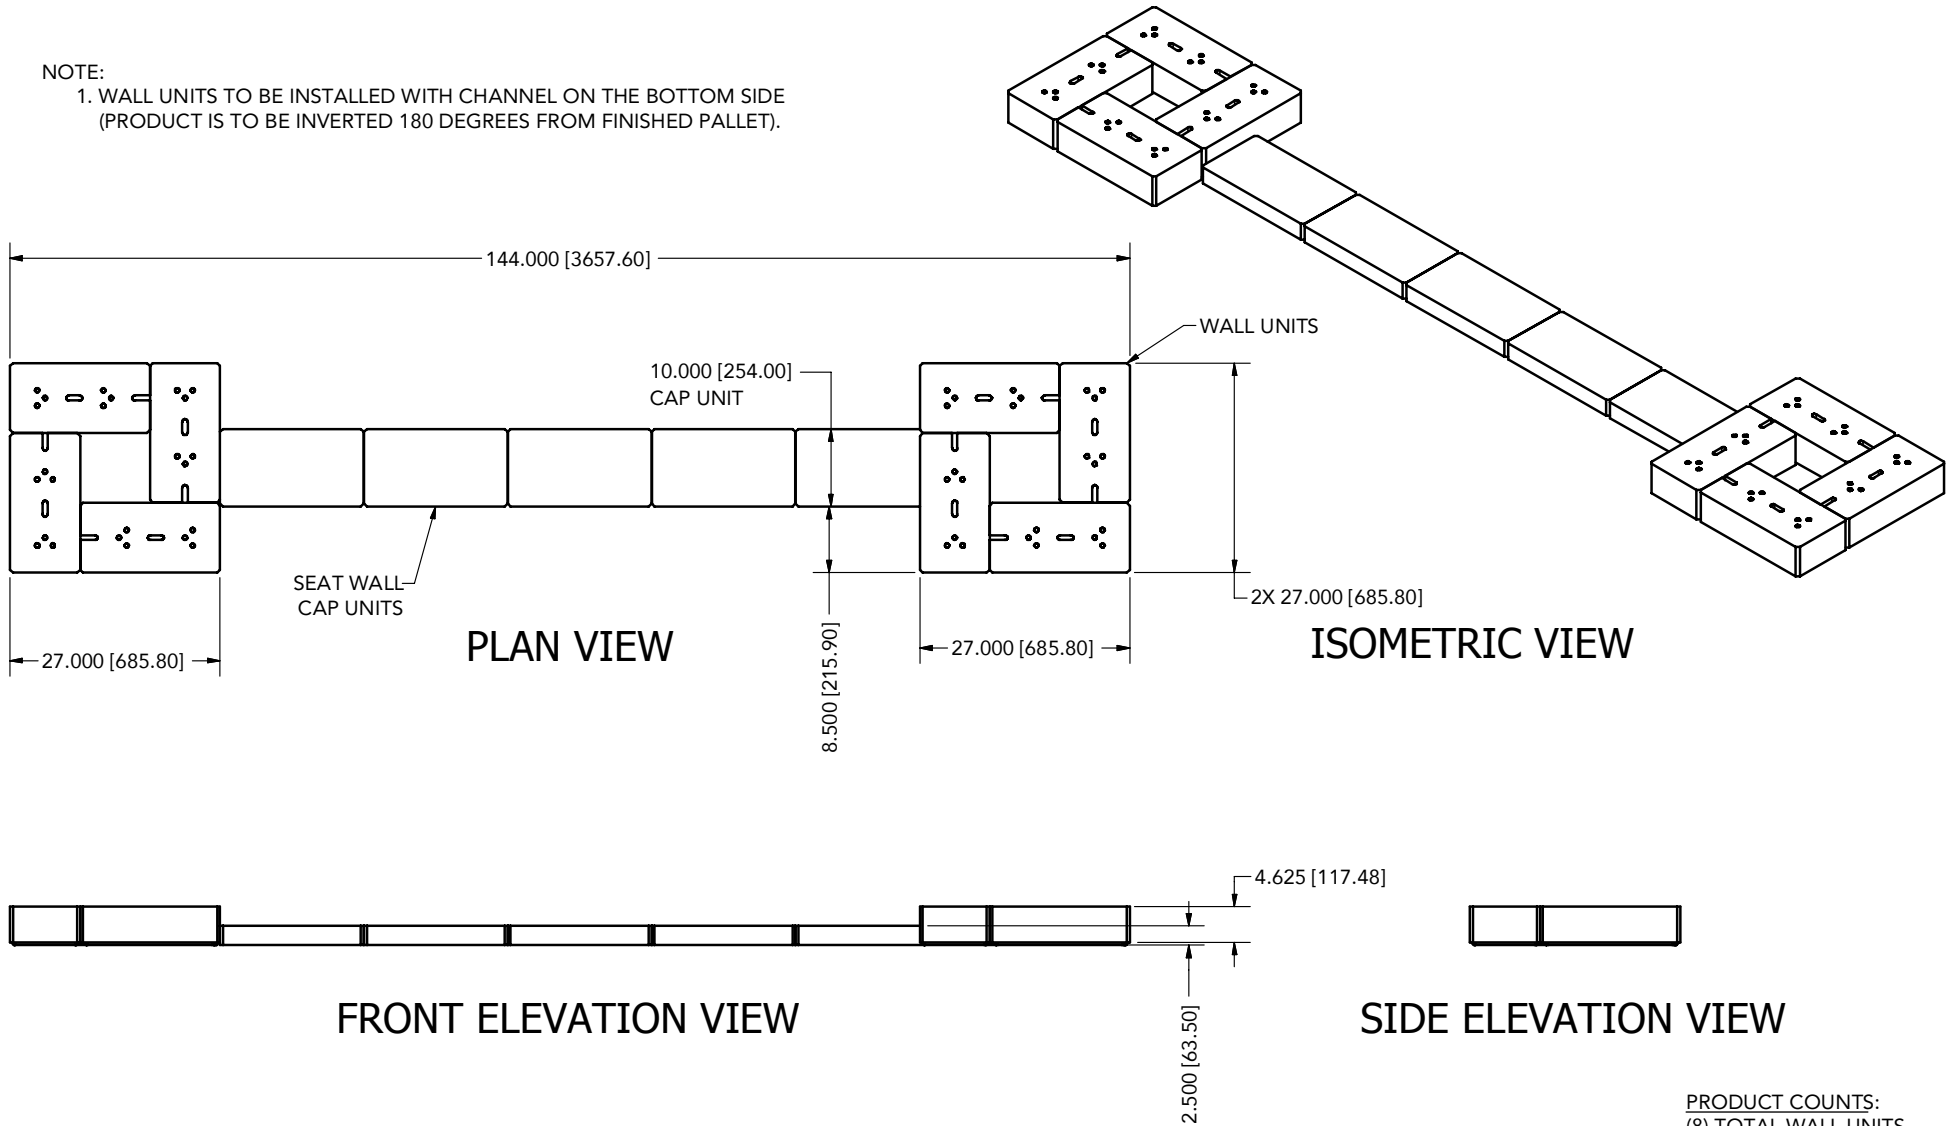 NOTE:
1. WALL UNITS TO BE INSTALLED WITH CHANNEL ON THE BOTTOM SIDE
(PRODUCT IS TO BE INVERTED 180 DEGREES FROM FINISHED PALLET).
144.000 [3657.60]
WALL UNITS
10.000 [254.00]
CAP UNIT
SEAT WALL
CAP UNITS
2X 27.000 [685.80]
27.000 [685.80]
PLAN VIEW
8.500 [215.90]
27.000 [685.80]
ISOMETRIC VIEW
4.625 [117.48]
2.500 [63.50]
FRONT ELEVATION VIEW
SIDE ELEVATION VIEW
PRODUCT COUNTS:
(8) TOTAL WALL UNITS